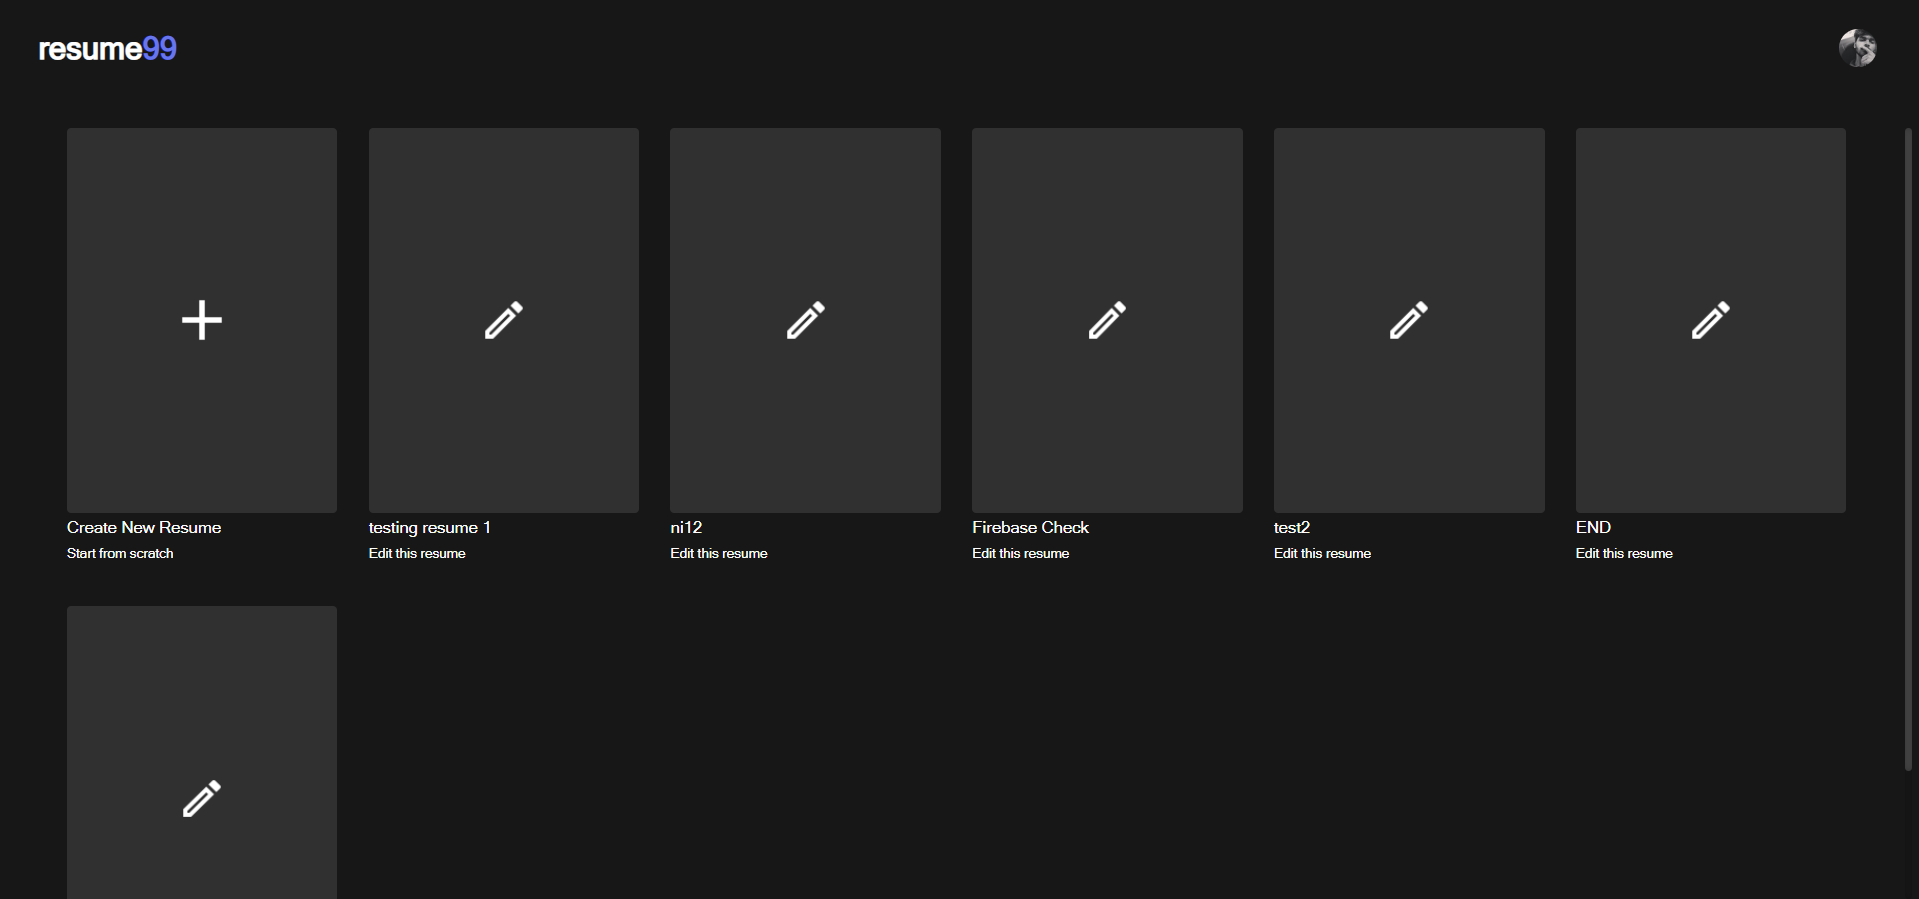 resume99
Create New Resume
Start from scratch
testing resume 1
Edit this resume
ni12
Edit this resume
Firebase Check
Edit this resume
test2
Edit this resume
END
Edit this resume